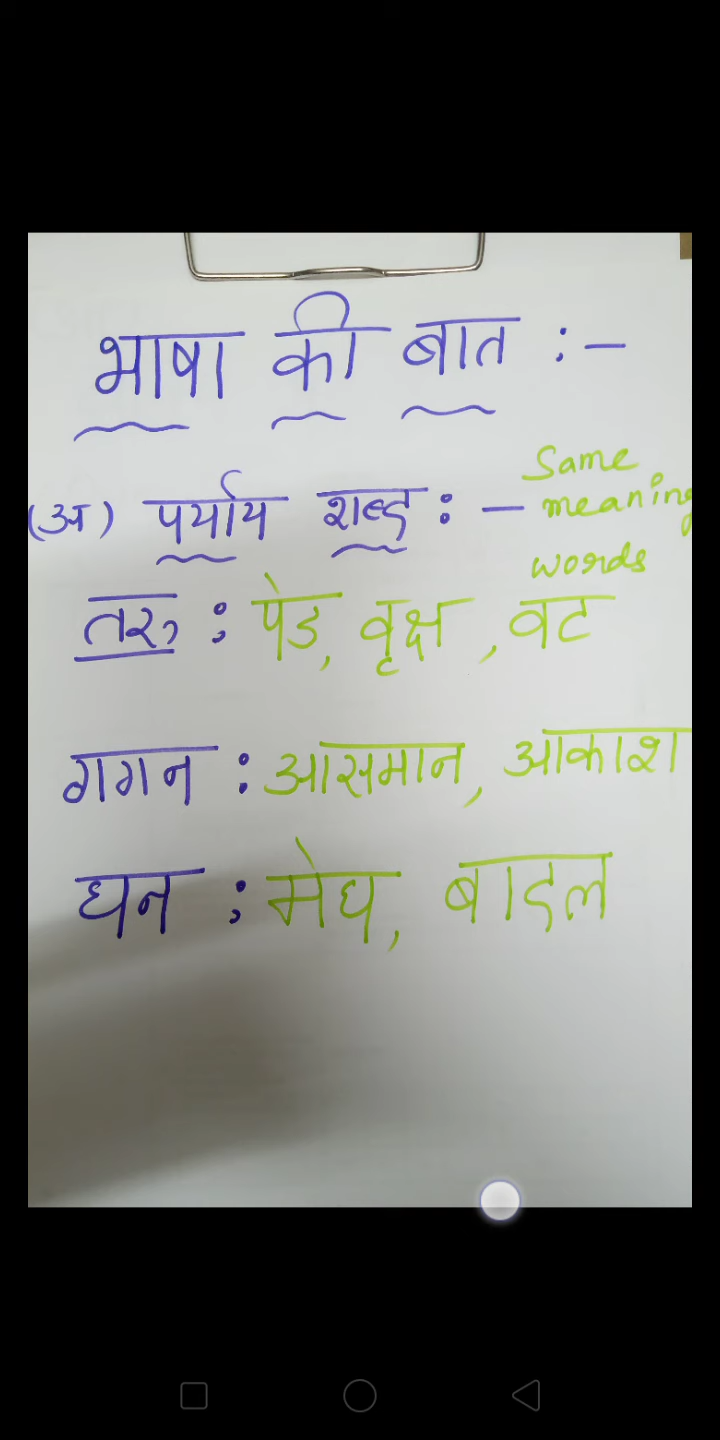 भाषा की बात :-
(अ) पर्याय शब्द : - Same
meaning
words
तरु : पेड, वृक्ष , वट
गगन : आसमान, आकाश
घन : मेघ, बादल